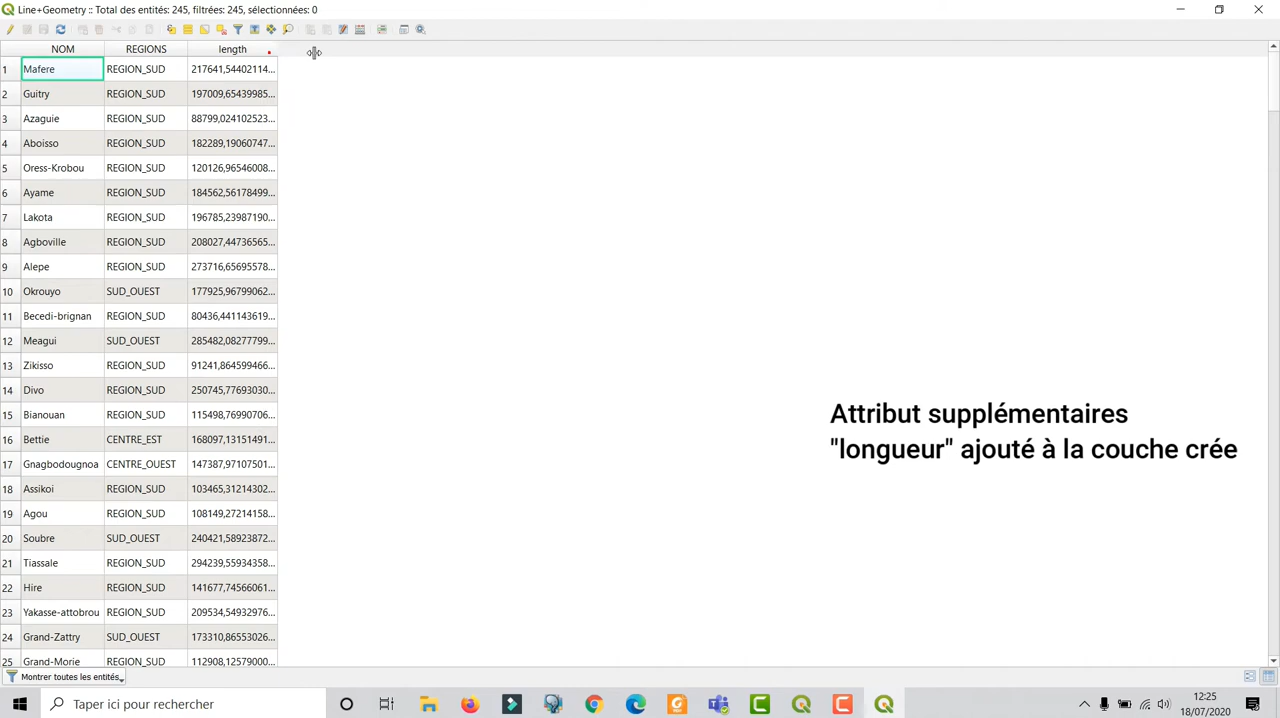 Line+Geometry :: Total des entités: 245, filtrées: 245, sélectionnées: 0
NOM REGIONS length
1 Mafere REGION_SUD 217641,54402114...
2 Guitry REGION_SUD 197009,65439985...
3 Azaguie REGION_SUD 88799,024102523...
4 Aboisso REGION_SUD 182289,19060747...
5 Oress-Krobou REGION_SUD 120126,96546008...
6 Ayame REGION_SUD 184562,56178499...
7 Lakota REGION_SUD 196785,23987190...
8 Agboville REGION_SUD 208027,44736565...
9 Alepe REGION_SUD 273716,65695578...
10 Okrouyo SUD_OUEST 177925,96799062...
11 Becedi-brignan REGION_SUD 80436,44114369...
12 Meagui SUD_OUEST 285482,08277799...
13 Zikisso REGION_SUD 91241,864599466...
14 Divo REGION_SUD 250745,77693030...
15 Bianouan REGION_SUD 115498,76990706...
16 Bettie CENTRE_EST 168097,13151491...
17 Gnagbodougnoa CENTRE_OUEST 147387,97107501...
18 Assikoi REGION_SUD 103465,31214302...
19 Agou REGION_SUD 108149,27214158...
20 Soubre SUD_OUEST 240421,58923872...
21 Tiassale REGION_SUD 294239,55934358...
22 Hire REGION_SUD 141677,74566061...
23 Yakasse-attobrou REGION_SUD 209534,54932976...
24 Grand-Zattry SUD_OUEST 173310,86553026...
25 Grand-Morie REGION_SUD 112908,12579000...
Attribut supplémentaires
"longueur" ajouté à la couche crée
Montrer toutes les entités
Taper ici pour rechercher
12:25
18/07/2020